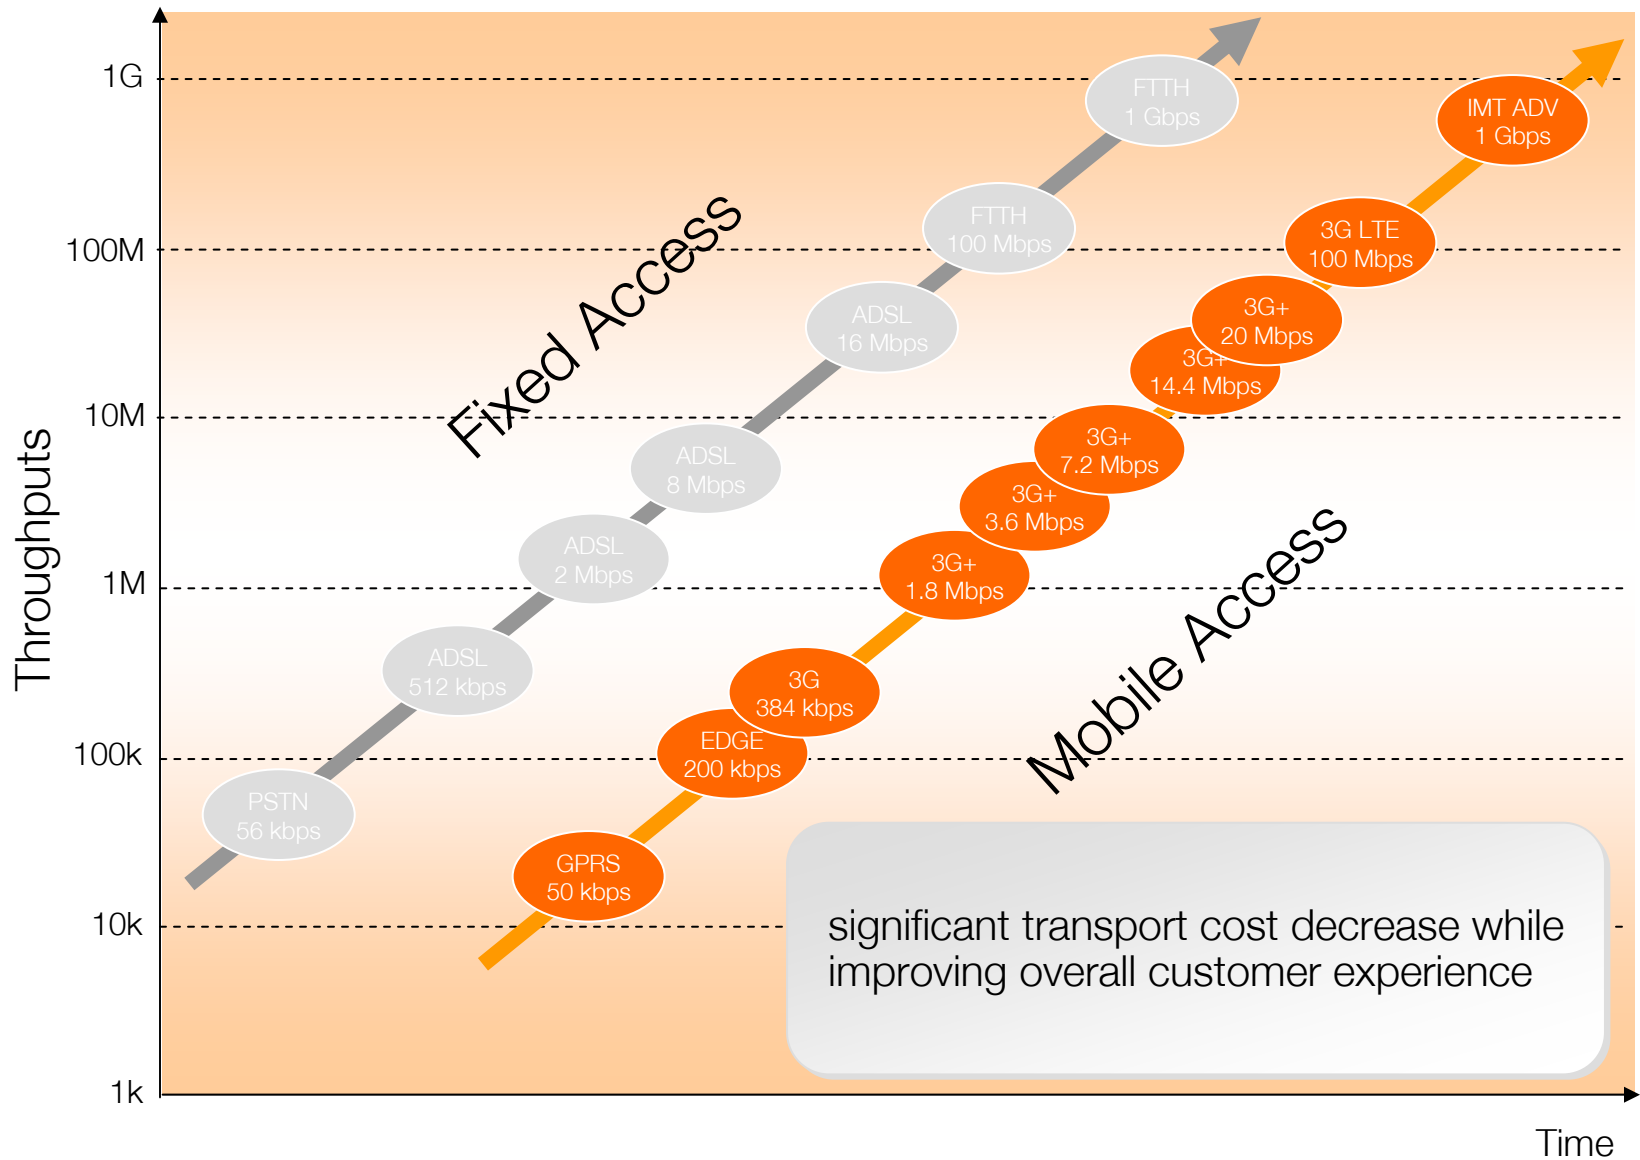 1G
100M
10M
1M
100k
10k
1k
Throughputs
Time
Fixed Access
PSTN
56 kbps
ADSL
512 kbps
ADSL
2 Mbps
ADSL
8 Mbps
ADSL
16 Mbps
FTTH
100 Mbps
FTTH
1 Gbps
Mobile Access
GPRS
50 kbps
EDGE
200 kbps
3G
384 kbps
3G+
1.8 Mbps
3G+
3.6 Mbps
3G+
7.2 Mbps
3G+
14.4 Mbps
3G+
20 Mbps
3G LTE
100 Mbps
IMT ADV
1 Gbps
significant transport cost decrease while
improving overall customer experience